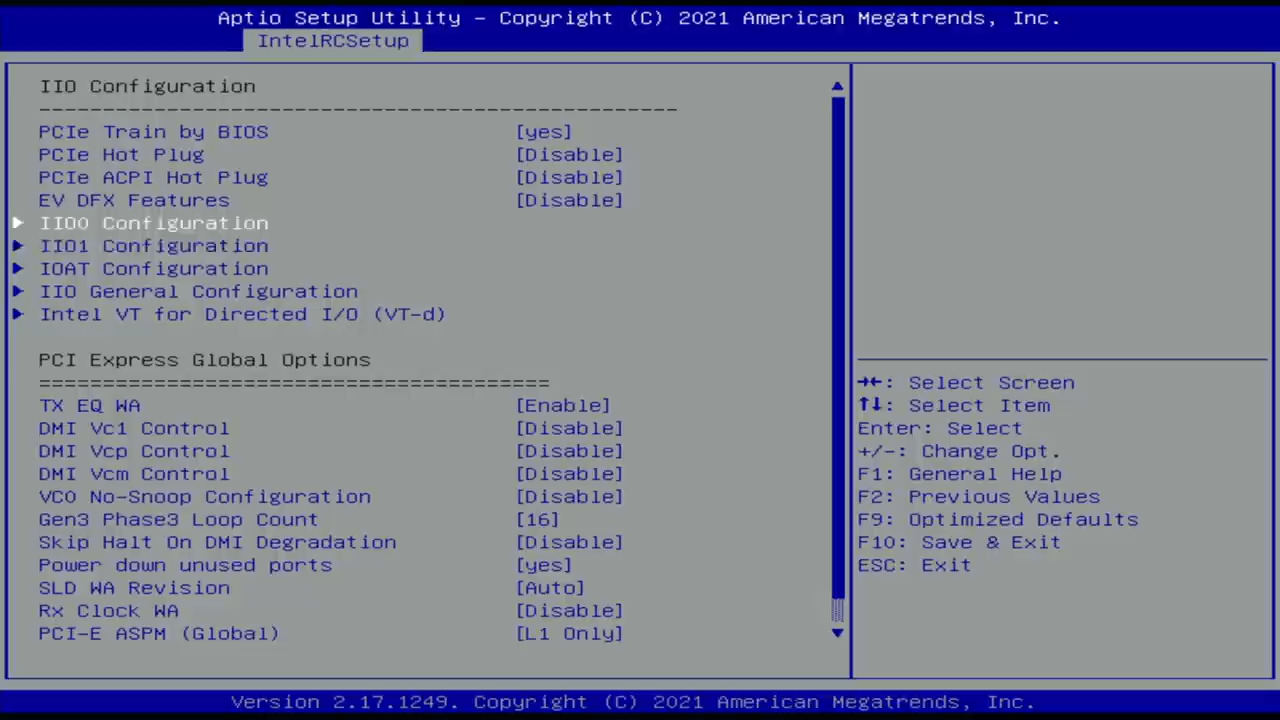 Aptio Setup Utility – Copyright (C) 2021 American Megatrends, Inc.
IntelRCSetup
IIO Configuration
--------------------------------------------------
PCIe Train by BIOS [yes]
PCIe Hot Plug [Disable]
PCIe ACPI Hot Plug [Disable]
EV DFX Features [Disable]
IIO0 Configuration
IIO1 Configuration
IOAT Configuration
IIO General Configuration
Intel VT for Directed I/O (VT-d)
PCI Express Global Options
========================================
TX EQ WA [Enable]
DMI Vc1 Control [Disable]
DMI Vcp Control [Disable]
DMI Vcm Control [Disable]
VC0 No-Snoop Configuration [Disable]
Gen3 Phase3 Loop Count [16]
Skip Halt On DMI Degradation [Disable]
Power down unused ports [yes]
SLD WA Revision [Auto]
Rx Clock WA [Disable]
PCI-E ASPM (Global) [L1 Only]
→←: Select Screen
↑↓: Select Item
Enter: Select
+/-: Change Opt.
F1: General Help
F2: Previous Values
F9: Optimized Defaults
F10: Save & Exit
ESC: Exit
Version 2.17.1249. Copyright (C) 2021 American Megatrends, Inc.